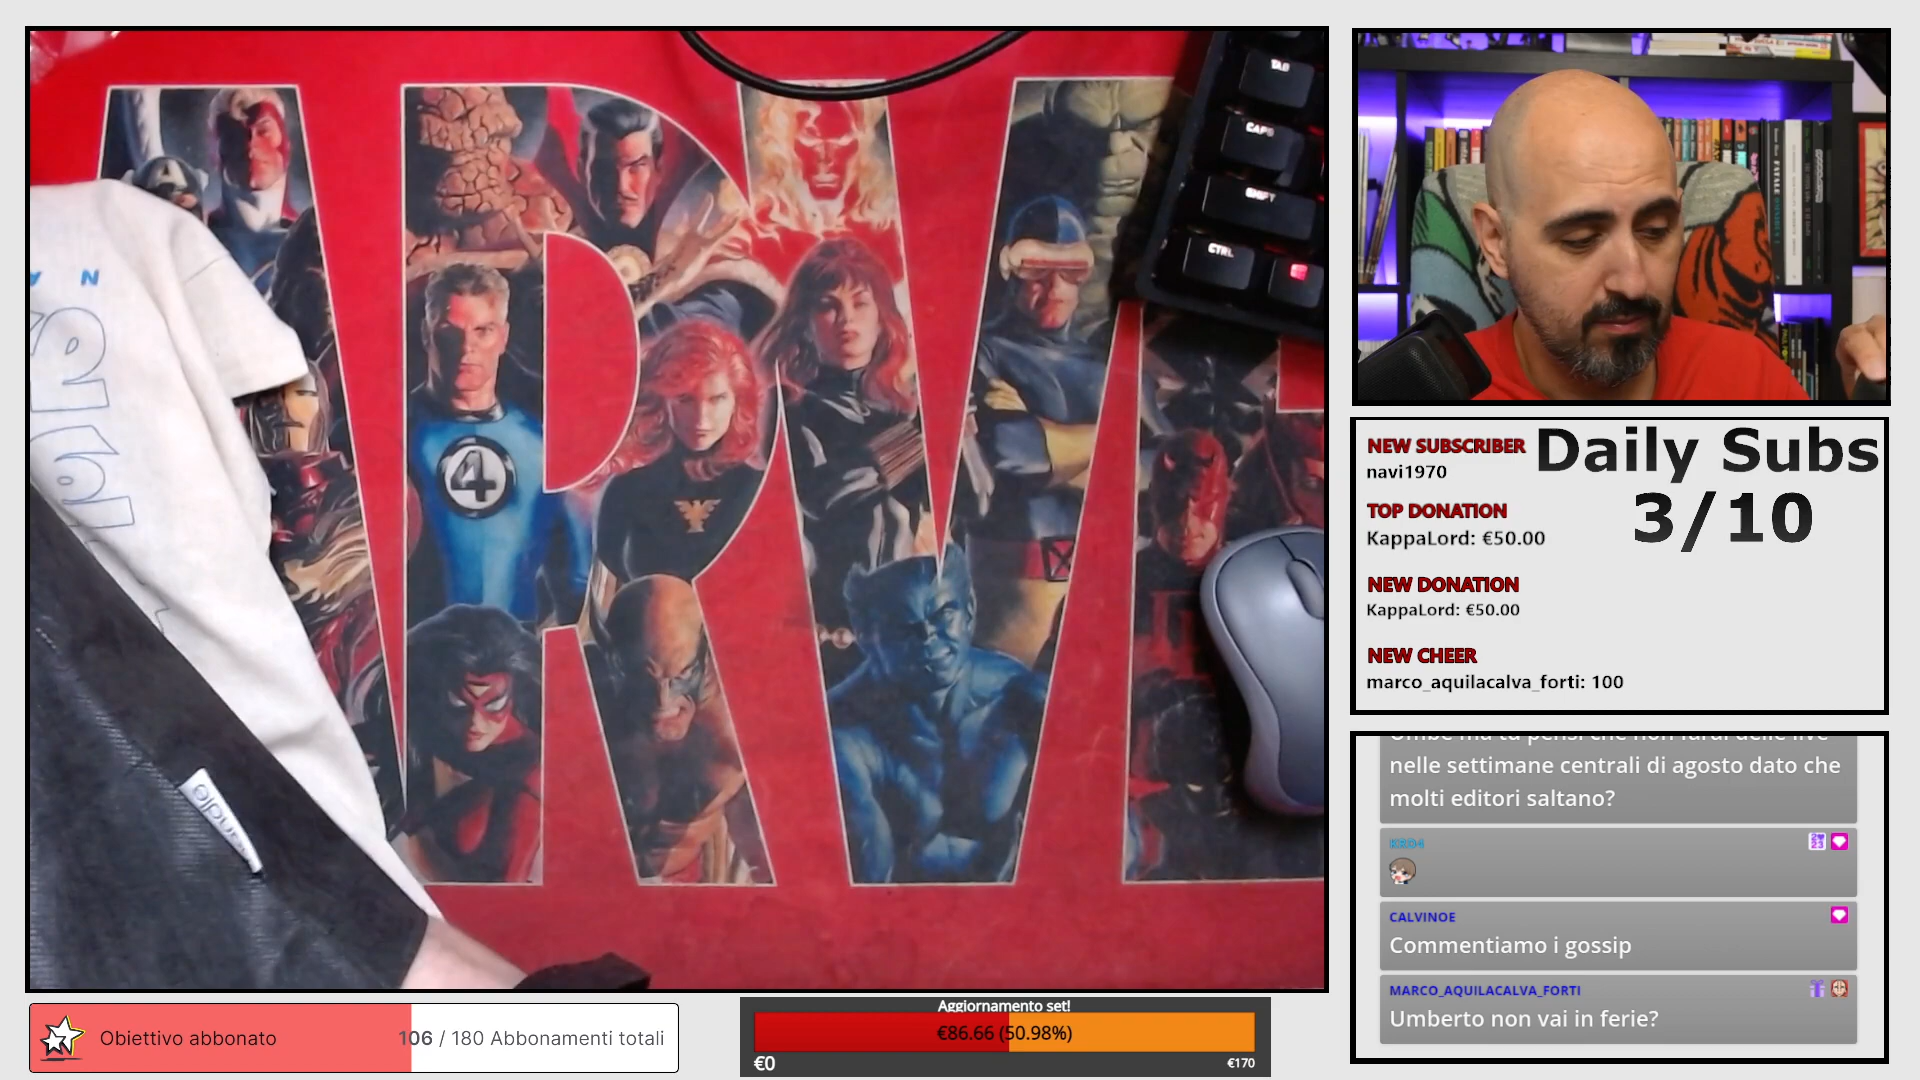 TAB
CAPS
SHIFT
CTRL
4
NEW SUBSCRIBER
navi1970
TOP DONATION
KappaLord: €50.00
NEW DONATION
KappaLord: €50.00
NEW CHEER
marco_aquilacalva_forti: 100
Daily Subs
3/10
nelle settimane centrali di agosto dato che
molti editori saltano?
CALVINOE
Commentiamo i gossip
MARCO_AQUILACALVA_FORTI
Umberto non vai in ferie?
Obiettivo abbonato
106 / 180 Abbonamenti totali
Aggiornamento set!
€86.66 (50.98%)
€0
€170